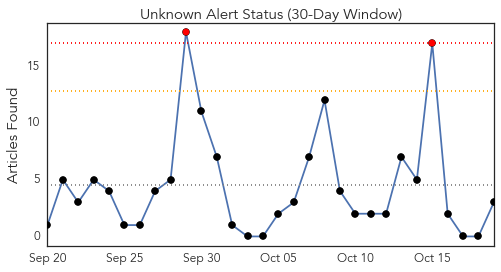 Unknown Alert Status (30-Day Window)
Articles Found
15
10
5
0
Sep 20 Sep 25 Sep 30 Oct 05 Oct 10 Oct 15